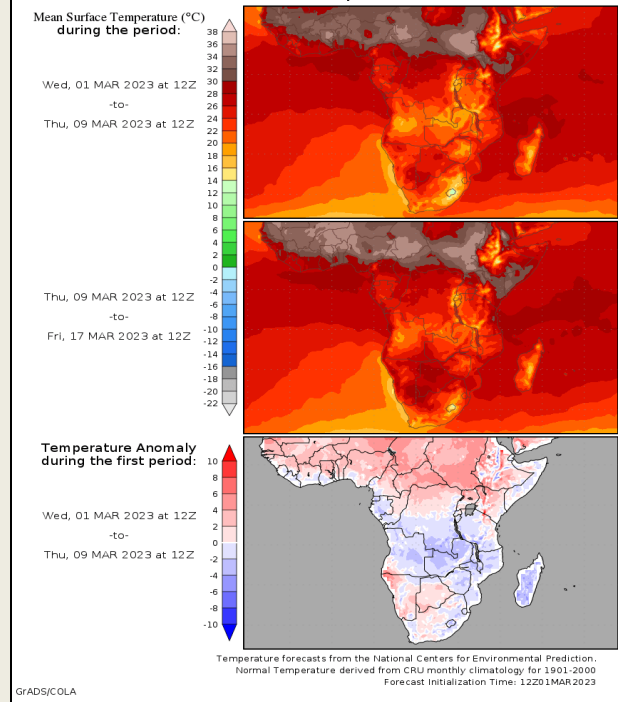 Mean Surface Temperature (°C)
during the period:
Wed, 01 MAR 2023 at 12Z
-to-
Thu, 09 MAR 2023 at 12Z
38
36
34
32
30
28
26
24
22
20
18
16
14
12
10
8
6
4
2
0
-2
-4
-6
-8
-10
-12
-14
-16
-18
-20
-22
Thu, 09 MAR 2023 at 12Z
-to-
Fri, 17 MAR 2023 at 12Z
Temperature Anomaly
during the first period:
Wed, 01 MAR 2023 at 12Z
-to-
Thu, 09 MAR 2023 at 12Z
10
8
6
4
2
0
-2
-4
-6
-8
-10
Temperature forecasts from the National Centers for Environmental Prediction.
Normal Temperature derived from CRU monthly climatology for 1901-2000
Forecast Initialization Time: 12Z01MAR2023
GrADS/COLA